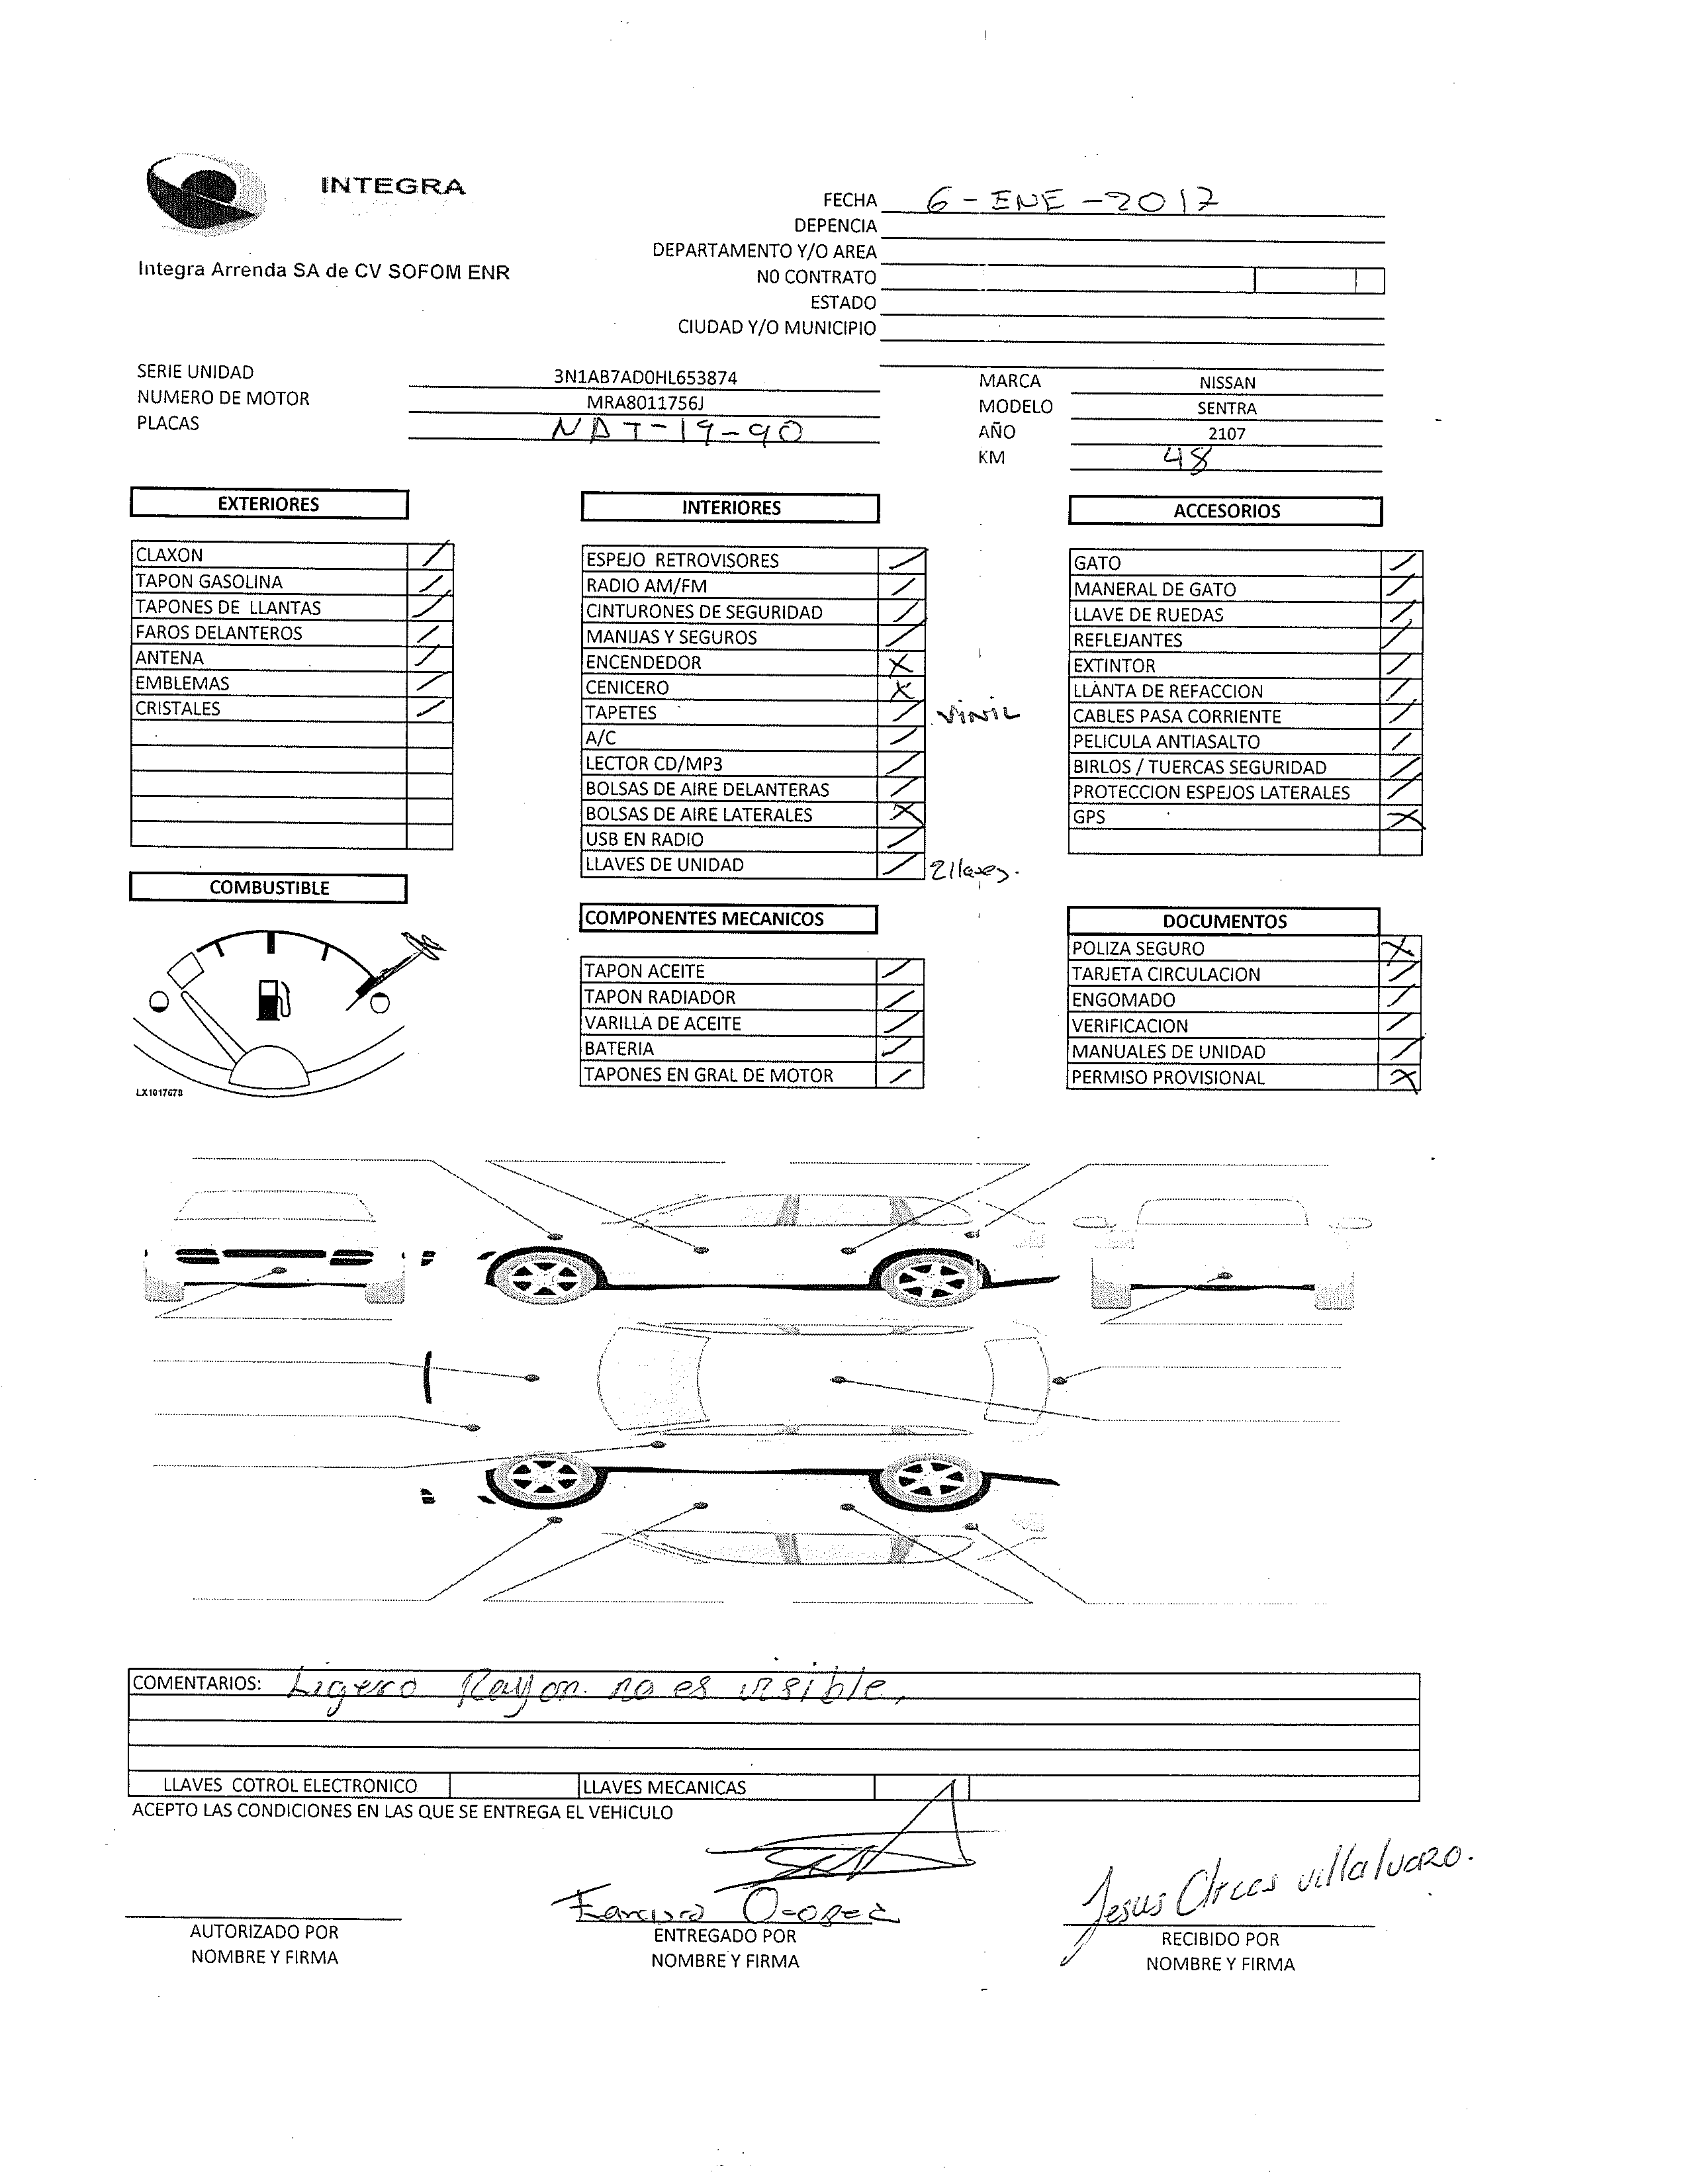 INTEGRA
Integra Arrenda SA de CV SOFOM ENR
FECHA 6-ENE-2017
DEPENCIA
DEPARTAMENTO Y/O AREA
NO CONTRATO
ESTADO
CIUDAD Y/O MUNICIPIO
SERIE UNIDAD 3N1AB7AD0HL653874
NUMERO DE MOTOR MRA8011756J
PLACAS NDT-19-90
MARCA NISSAN
MODELO SENTRA
AÑO 2107
KM 48
EXTERIORES
CLAXON /
TAPON GASOLINA /
TAPONES DE LLANTAS /
FAROS DELANTEROS /
ANTENA /
EMBLEMAS /
CRISTALES /
COMBUSTIBLE
LX1017678
INTERIORES
ESPEJO RETROVISORES /
RADIO AM/FM /
CINTURONES DE SEGURIDAD /
MANIJAS Y SEGUROS /
ENCENDEDOR X
CENICERO X
TAPETES / VINIL
A/C /
LECTOR CD/MP3 /
BOLSAS DE AIRE DELANTERAS /
BOLSAS DE AIRE LATERALES X
USB EN RADIO /
LLAVES DE UNIDAD / 2 llaves.
COMPONENTES MECANICOS
TAPON ACEITE /
TAPON RADIADOR /
VARILLA DE ACEITE /
BATERIA /
TAPONES EN GRAL DE MOTOR /
ACCESORIOS
GATO /
MANERAL DE GATO /
LLAVE DE RUEDAS /
REFLEJANTES /
EXTINTOR /
LLANTA DE REFACCION /
CABLES PASA CORRIENTE /
PELICULA ANTIASALTO /
BIRLOS / TUERCAS SEGURIDAD /
PROTECCION ESPEJOS LATERALES /
GPS X
DOCUMENTOS
POLIZA SEGURO X
TARJETA CIRCULACION /
ENGOMADO /
VERIFICACION /
MANUALES DE UNIDAD /
PERMISO PROVISIONAL X
COMENTARIOS: Ligero Rayon. no es visible,
LLAVES COTROL ELECTRONICO LLAVES MECANICAS
ACEPTO LAS CONDICIONES EN LAS QUE SE ENTREGA EL VEHICULO
AUTORIZADO POR
NOMBRE Y FIRMA
ENTREGADO POR
NOMBRE Y FIRMA
Jesus villalvazo.
RECIBIDO POR
NOMBRE Y FIRMA